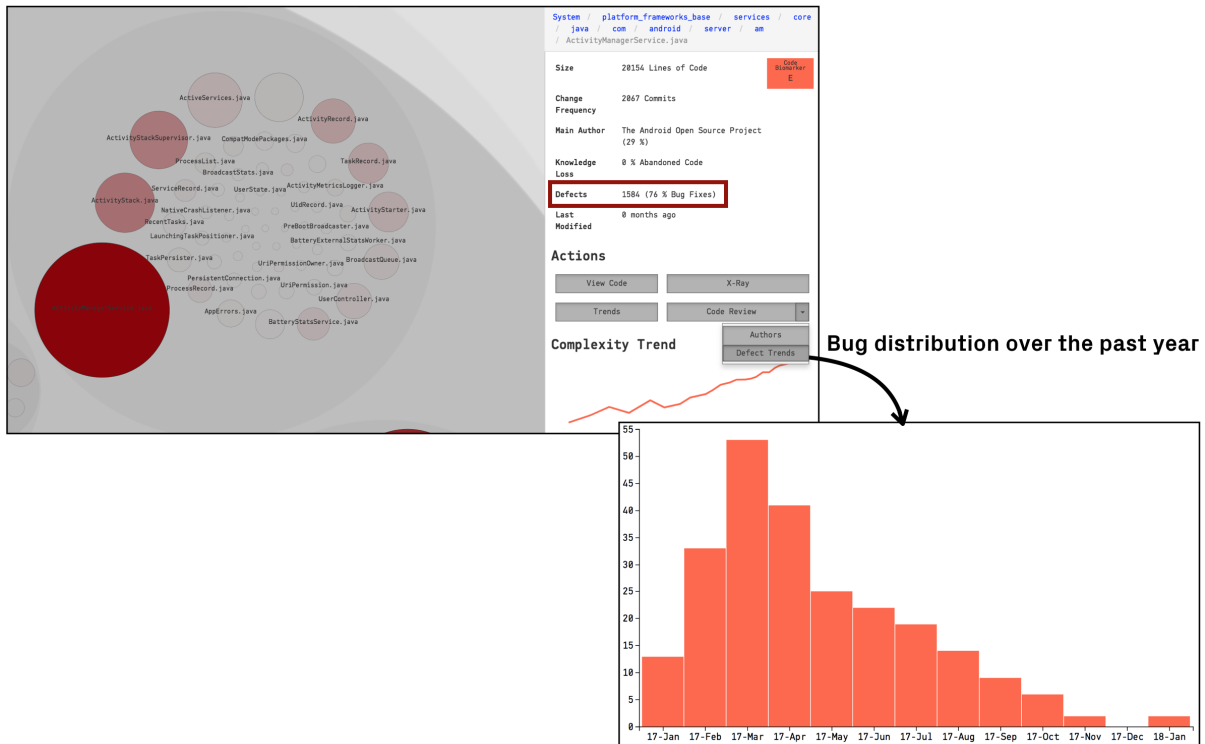 System / platform_frameworks_base / services / core
/ java / com / android / server / am
/ ActivityManagerService.java
Size 20154 Lines of Code
Code
Biomarker
E
Change
Frequency
2067 Commits
Main Author The Android Open Source Project
(29 %)
Knowledge
Loss
0 % Abandoned Code
Defects 1584 (76 % Bug Fixes)
Last
Modified
0 months ago
Actions
View Code X-Ray
Trends Code Review
Authors
Defect Trends
Complexity Trend
ActiveServices.java
ActivityRecord.java
ActivityStackSupervisor.java
CompatModePackages.java
ProcessList.java
TaskRecord.java
BroadcastStats.java
ServiceRecord.java
UserState.java
ActivityMetricsLogger.java
ActivityStack.java
NativeCrashListener.java
UidRecord.java
ActivityStarter.java
RecentTasks.java
PreBootBroadcaster.java
LaunchingTaskPositioner.java
BatteryExternalStatsWorker.java
TaskPersister.java
UriPermissionOwner.java
BroadcastQueue.java
PersistentConnection.java
ProcessRecord.java
UriPermission.java
UserController.java
ActivityManagerService.java
AppErrors.java
BatteryStatsService.java
Bug distribution over the past year
55
50
45
40
35
30
25
20
15
10
5
0
17-Jan 17-Feb 17-Mar 17-Apr 17-May 17-Jun 17-Jul 17-Aug 17-Sep 17-Oct 17-Nov 17-Dec 18-Jan